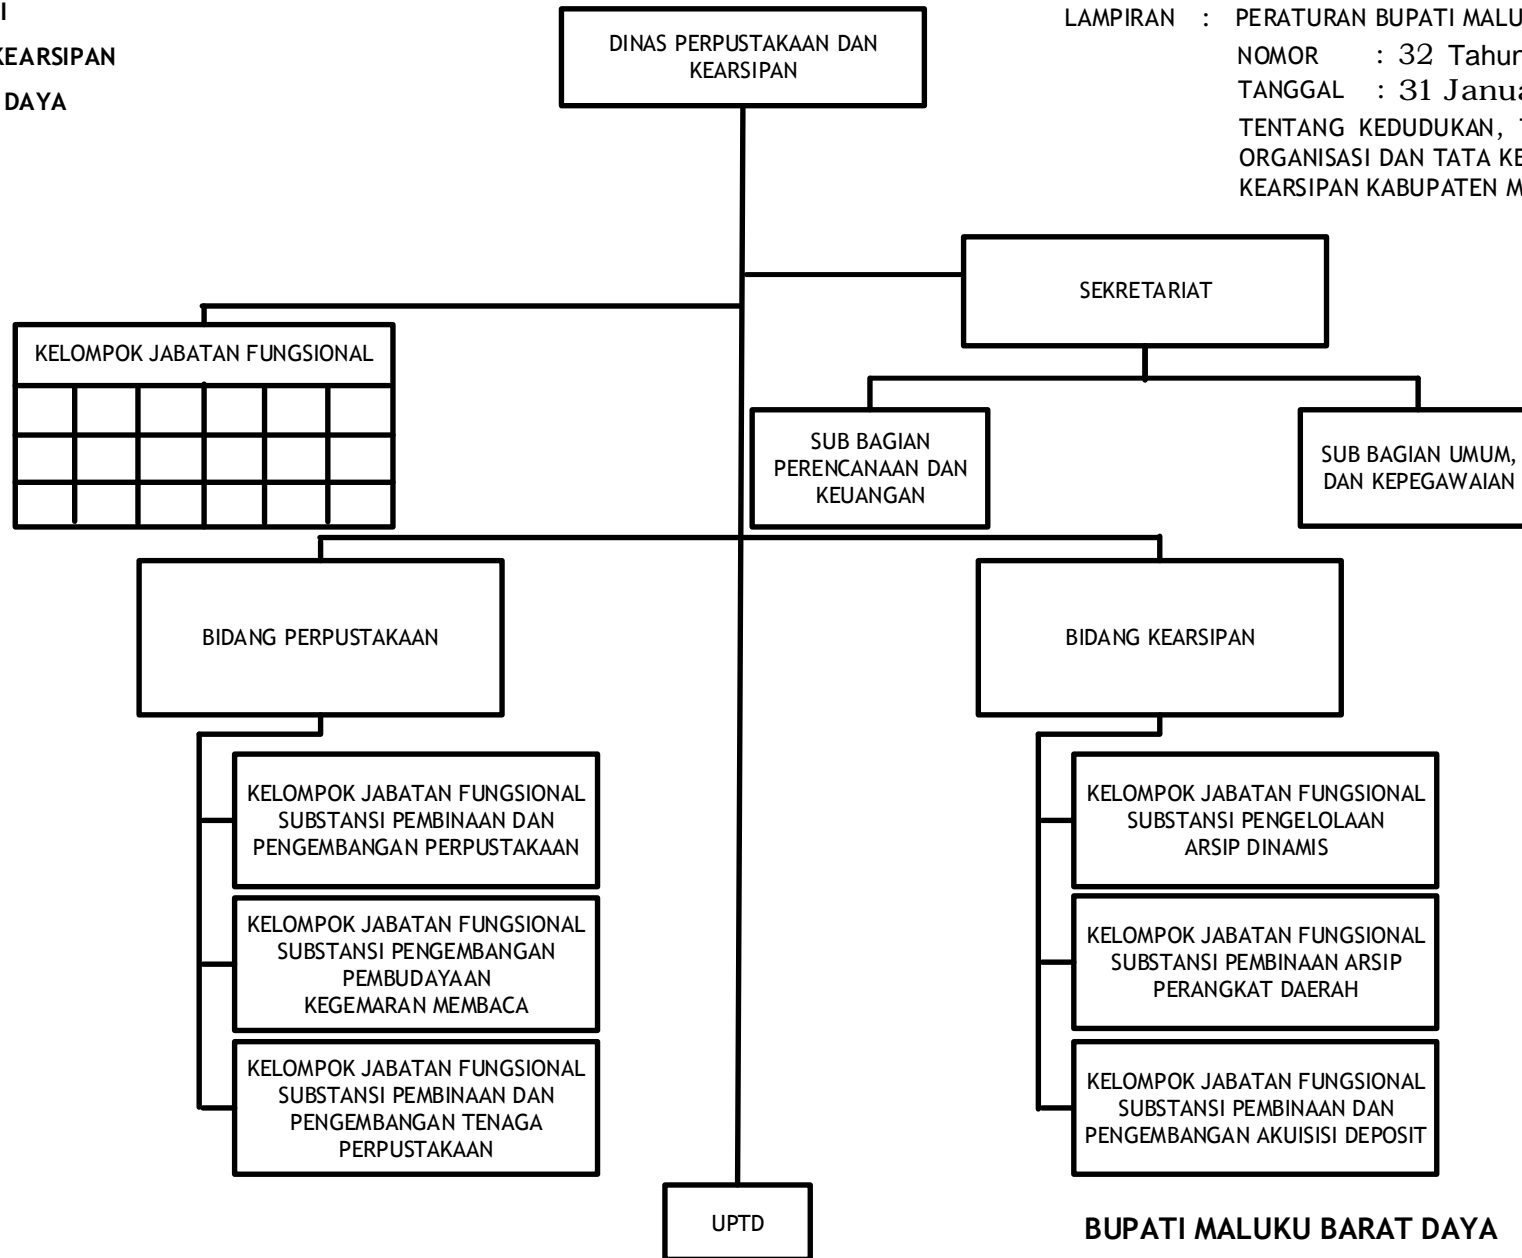 KEARSIPAN
DAYA
DINAS PERPUSTAKAAN DAN
KEARSIPAN
LAMPIRAN : PERATURAN BUPATI
NOMOR : 32
TANGGAL : 31
TENTANG KEDUDUKAN,
ORGANISASI DAN TATA
KEARSIPAN KABUPATEN
SEKRETARIAT
KELOMPOK JABATAN FUNGSIONAL
SUB BAGIAN
PERENCANAAN DAN
KEUANGAN
SUB BAGIAN UMUM,
DAN KEPEGAWAIAN
BIDANG PERPUSTAKAAN
BIDANG KEARSIPAN
KELOMPOK JABATAN FUNGSIONAL
SUBSTANSI PEMBINAAN DAN
PENGEMBANGAN PERPUSTAKAAN
KELOMPOK JABATAN FUNGSIONAL
SUBSTANSI PENGEMBANGAN
PEMBUDAYAAN
KEGEMARAN MEMBACA
KELOMPOK JABATAN FUNGSIONAL
SUBSTANSI PEMBINAAN DAN
PENGEMBANGAN TENAGA
PERPUSTAKAAN
KELOMPOK JABATAN FUNGSIONAL
SUBSTANSI PENGELOLAAN
ARSIP DINAMIS
KELOMPOK JABATAN FUNGSIONAL
SUBSTANSI PEMBINAAN ARSIP
PERANGKAT DAERAH
KELOMPOK JABATAN FUNGSIONAL
SUBSTANSI PEMBINAAN DAN
PENGEMBANGAN AKUISISI DEPOSIT
UPTD
BUPATI MALUKU BARAT DAYA